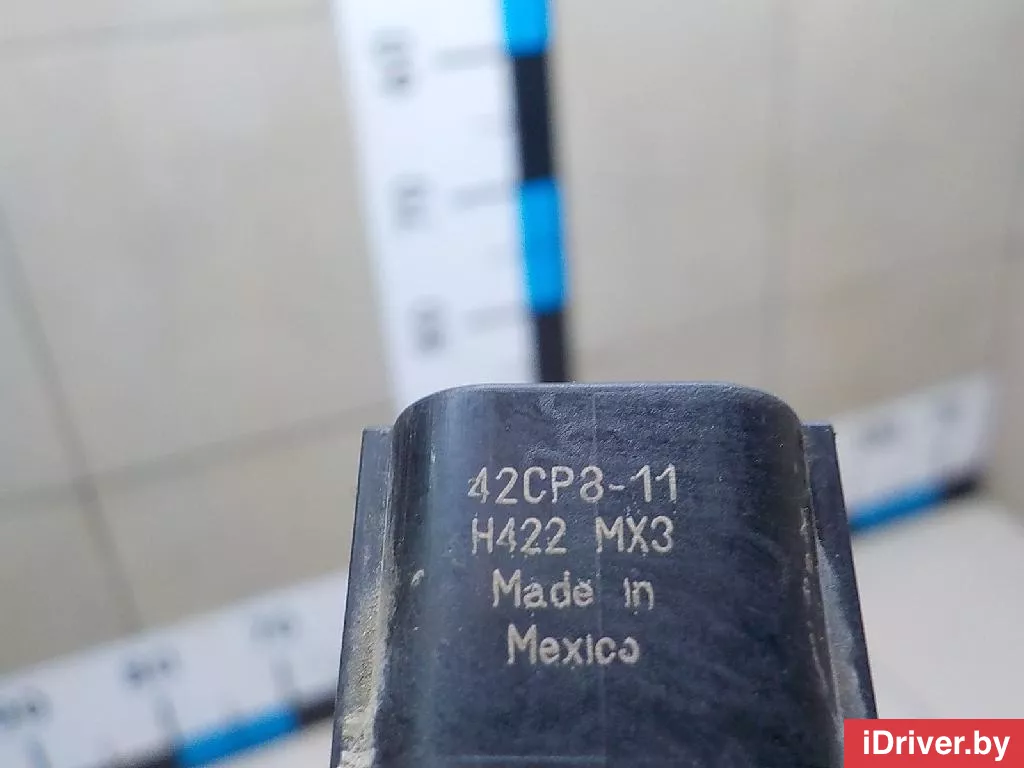 42CP8-11
H422 MX3
Made in
Mexico
iDriver.by